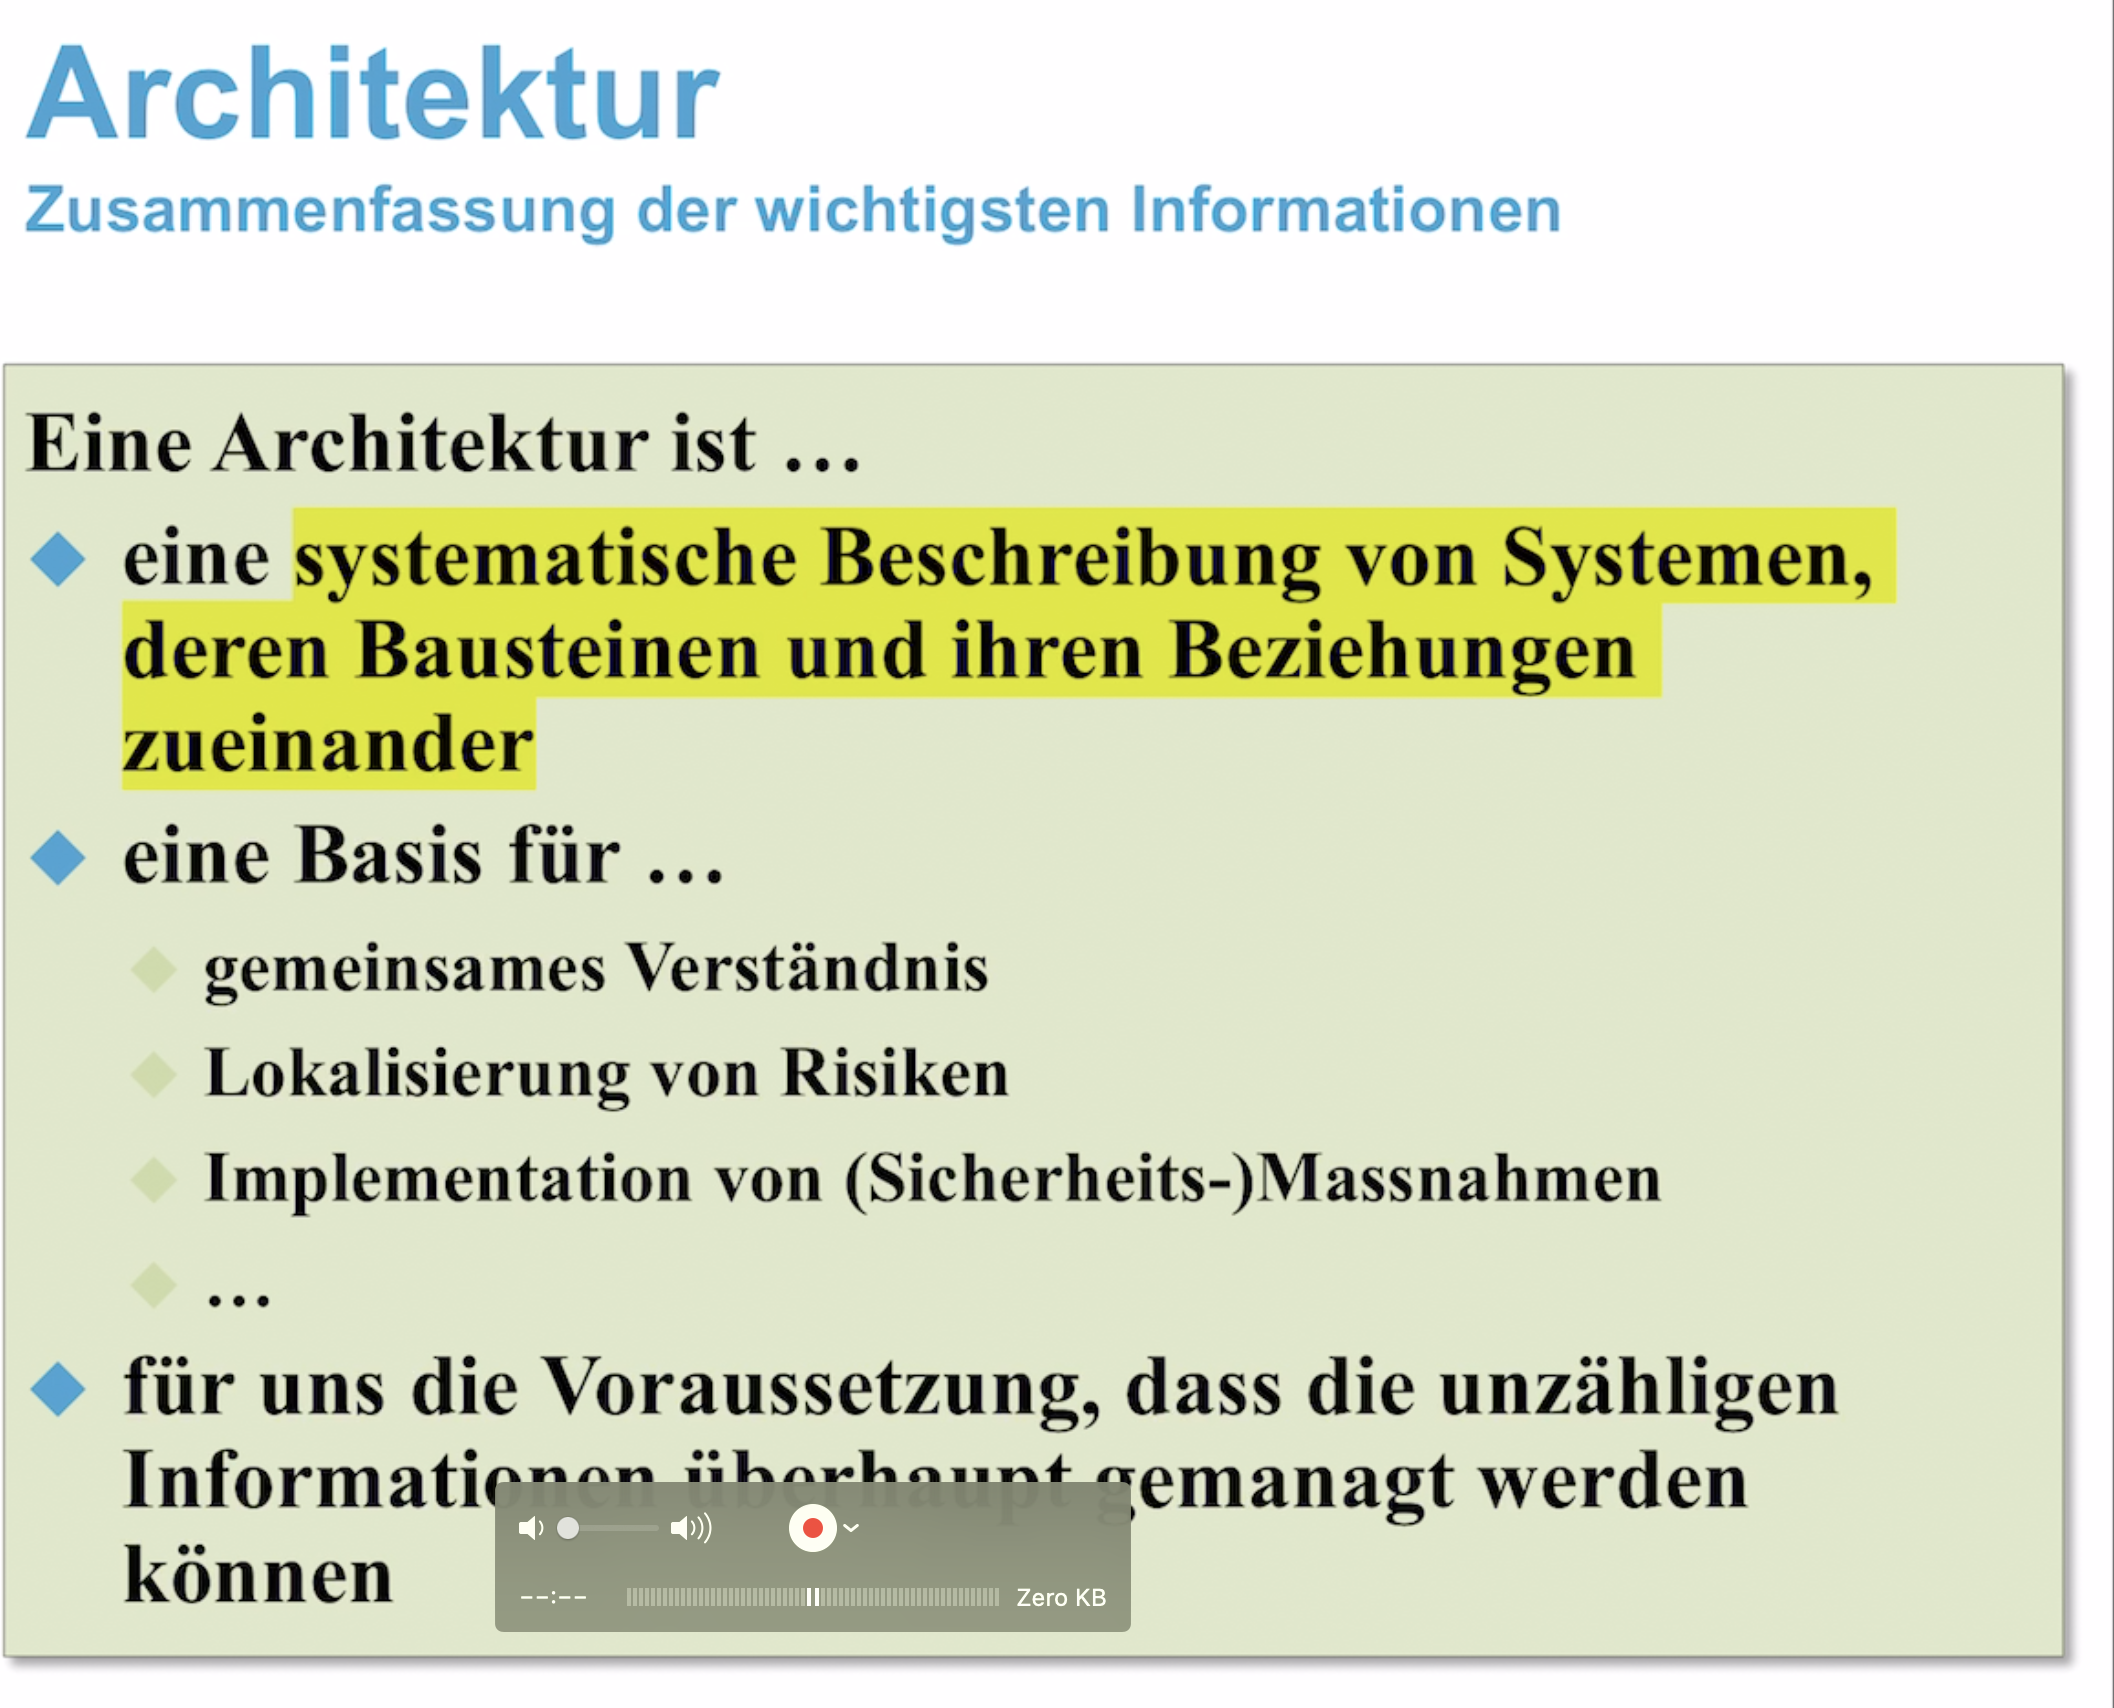 Architektur
Zusammenfassung der wichtigsten Informationen
Eine Architektur ist …
eine systematische Beschreibung von Systemen,
deren Bausteinen und ihren Beziehungen
zueinander
eine Basis für …
gemeinsames Verständnis
Lokalisierung von Risiken
Implementation von (Sicherheits-)Massnahmen
…
für uns die Voraussetzung, dass die unzähligen
Informationen überhaupt gemanagt werden
können
--:-- Zero KB